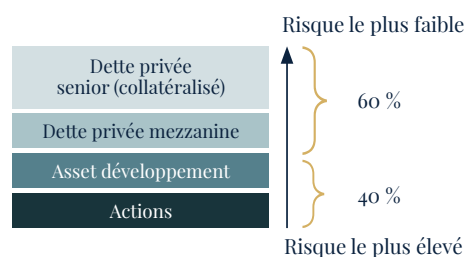 Risque le plus faible
Dette privée
senior (collatéralisé)
60 %
Dette privée mezzanine
Asset développement
40 %
Actions
Risque le plus élevé